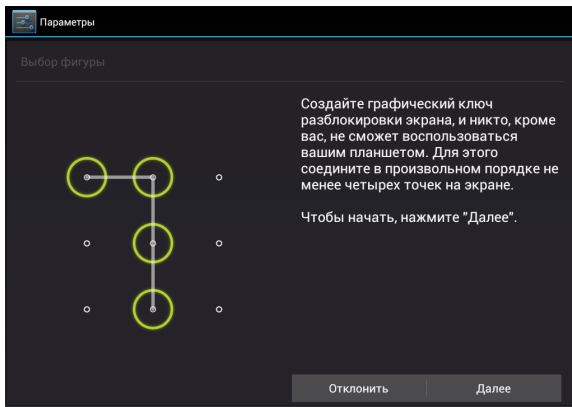 Параметры
Выбор фигуры
Создайте графический ключ
разблокировки экрана, и никто, кроме
вас, не сможет воспользоваться
вашим планшетом. Для этого
соедините в произвольном порядке не
менее четырех точек на экране.
Чтобы начать, нажмите "Далее".
Отклонить
Далее